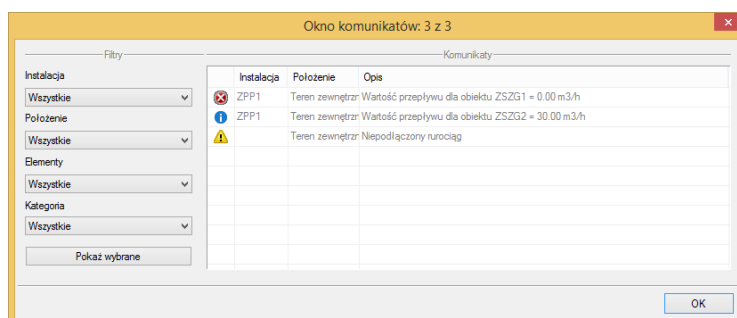 Okno komunikatów: 3 z 3
Filtry
Instalacja
Wszystkie
Położenie
Wszystkie
Elementy
Wszystkie
Kategoria
Wszystkie
Pokaż wybrane
Komunikaty
Instalacja Położenie Opis
ZPP1 Teren zewnętrzn Wartość przepływu dla obiektu ZSZG1 = 0.00 m3/h
ZPP1 Teren zewnętrzn Wartość przepływu dla obiektu ZSZG2 = 30.00 m3/h
Teren zewnętrzn Niepodłączony rurociąg
OK